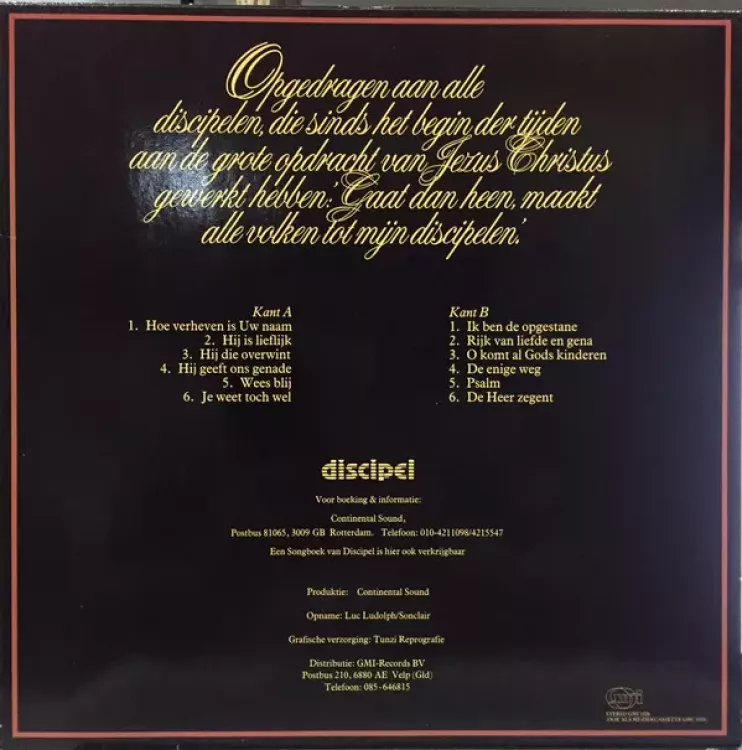 Opgedragen aan alle
discipelen, die sinds het begin der tijden
aan de grote opdracht van Jezus Christus
gewerkt hebben:'Gaat dan heen, maakt
alle volken tot mijn discipelen.'
Kant A
1. Hoe verheven is Uw naam
2. Hij is lieflijk
3. Hij die overwint
4. Hij geeft ons genade
5. Wees blij
6. Je weet toch wel
Kant B
1. Ik ben de opgestane
2. Rijk van liefde en gena
3. O komt al Gods kinderen
4. De enige weg
5. Psalm
6. De Heer zegent
discipel
Voor boeking & informatie:
Continental Sound,
Postbus 81065, 3009 GB Rotterdam. Telefoon: 010-4211098/4215547
Een Songboek van Discipel is hier ook verkrijgbaar
Produktie: Continental Sound
Opname: Luc Ludolph/Sonclair
Grafische verzorging: Tunzi Reprografie
Distributie: GMI-Records BV
Postbus 210, 6880 AE Velp (Gld)
Telefoon: 085-646815
gmi
STEREO